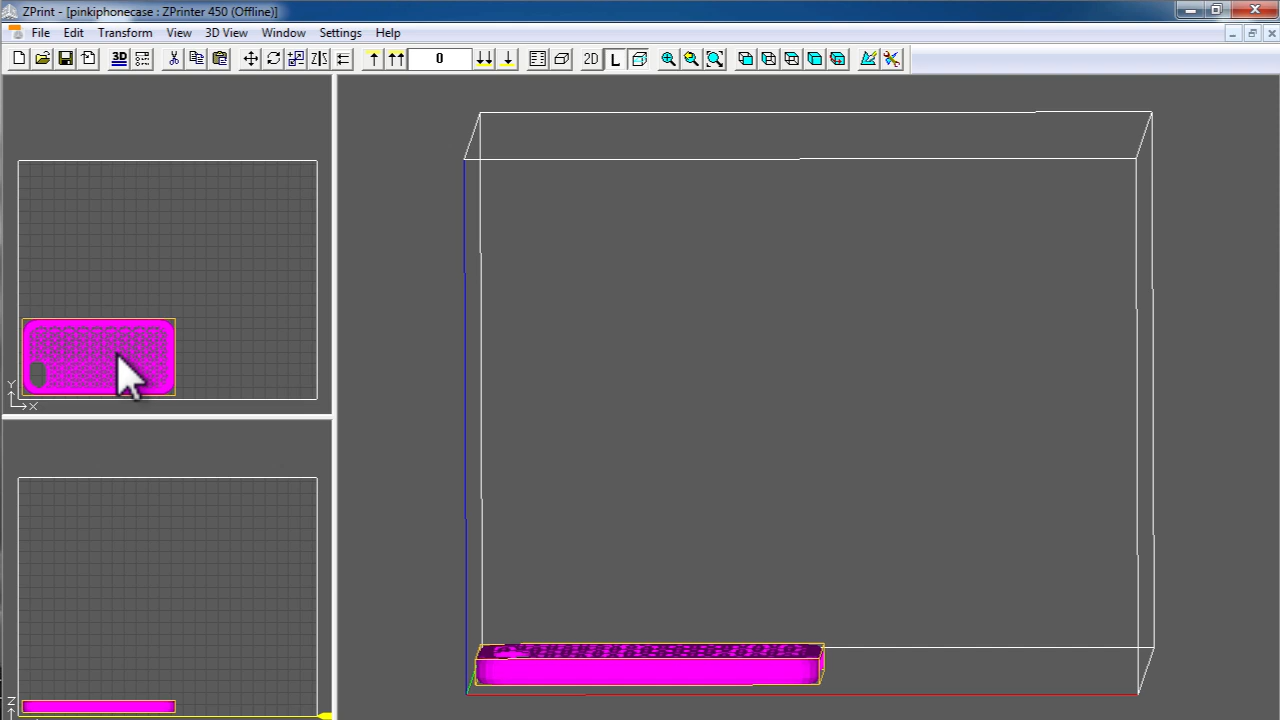 ZPrint - [pinkiphonecase : ZPrinter 450 (Offline)]
File Edit Transform View 3D View Window Settings Help
3D 0 2D L
Y
X
Z